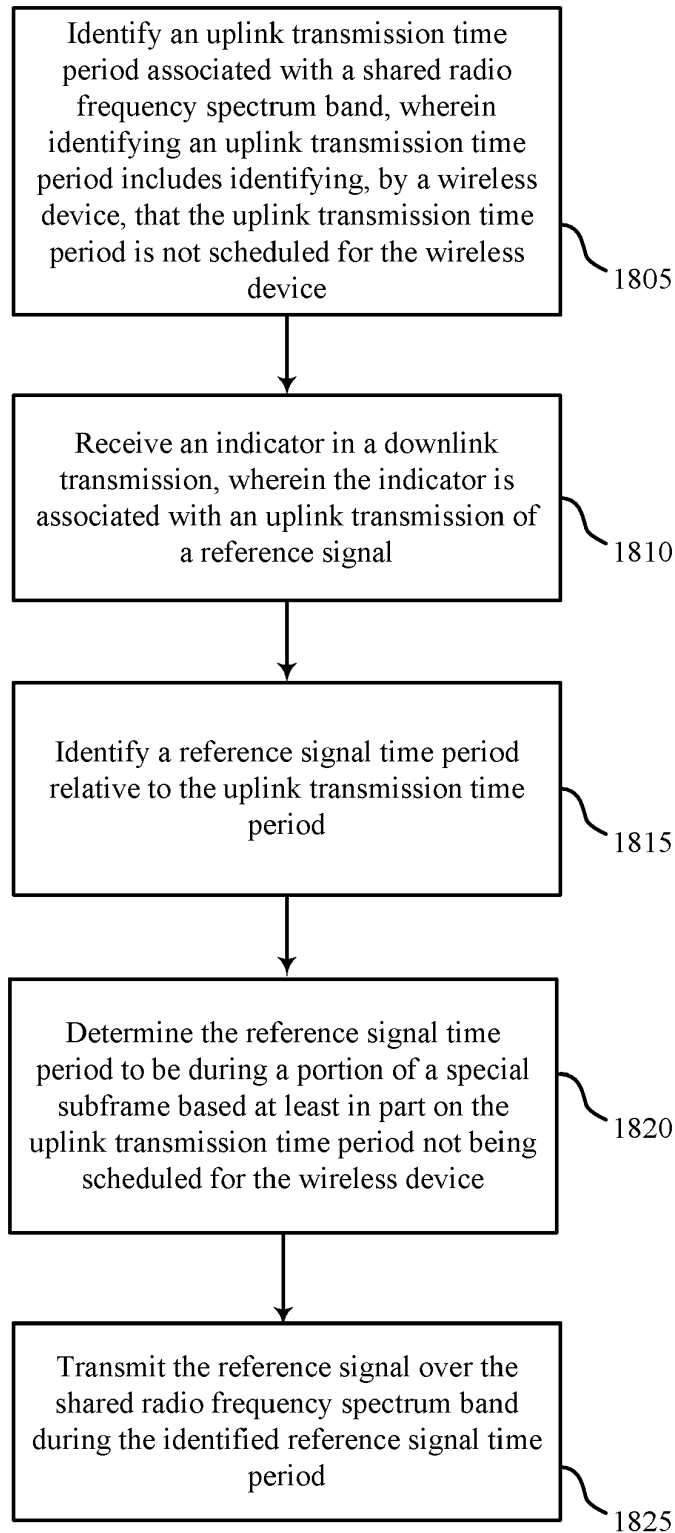 Identify an uplink transmission time
period associated with a shared radio
frequency spectrum band, wherein
identifying an uplink transmission time
period includes identifying, by a wireless
device, that the uplink transmission time
period is not scheduled for the wireless
device
1805
Receive an indicator in a downlink
transmission, wherein the indicator is
associated with an uplink transmission of
a reference signal
1810
Identify a reference signal time period
relative to the uplink transmission time
period
1815
Determine the reference signal time
period to be during a portion of a special
subframe based at least in part on the
uplink transmission time period not being
scheduled for the wireless device
1820
Transmit the reference signal over the
shared radio frequency spectrum band
during the identified reference signal time
period
1825